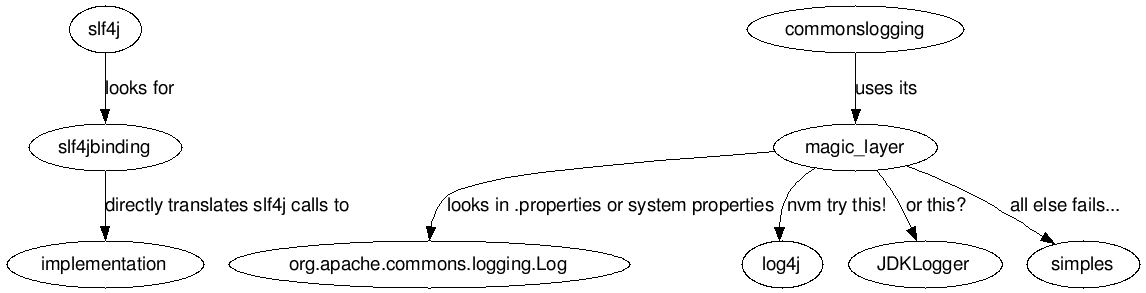 slf4j
commonslogging
looks for
uses its
slf4jbinding
magic_layer
directly translates slf4j calls to
looks in .properties or system properties
nvm try this!
or this?
all else fails...
implementation
org.apache.commons.logging.Log
log4j
JDKLogger
simples